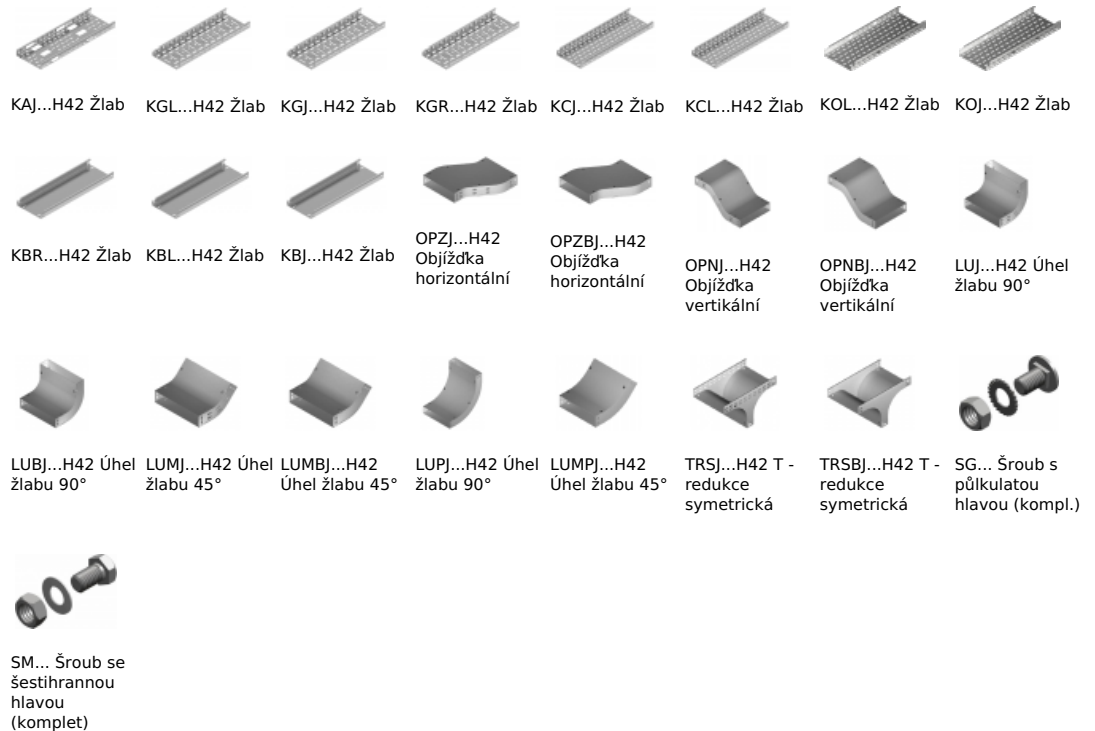 KAJ...H42 Žlab
KGL...H42 Žlab
KGJ...H42 Žlab
KGR...H42 Žlab
KCJ...H42 Žlab
KCL...H42 Žlab
KOL...H42 Žlab
KOJ...H42 Žlab
KBR...H42 Žlab
KBL...H42 Žlab
KBJ...H42 Žlab
OPZJ...H42
Objížďka
horizontální
OPZBJ...H42
Objížďka
horizontální
OPNJ...H42
Objížďka
vertikální
OPNBJ...H42
Objížďka
vertikální
LUJ...H42 Úhel
žlabu 90°
LUBJ...H42 Úhel
žlabu 90°
LUMJ...H42 Úhel
žlabu 45°
LUMBJ...H42
Úhel žlabu 45°
LUPJ...H42 Úhel
žlabu 90°
LUMPJ...H42
Úhel žlabu 45°
TRSJ...H42 T -
redukce
symetrická
TRSBJ...H42 T -
redukce
symetrická
SG... Šroub s
půlkulatou
hlavou (kompl.)
SM... Šroub se
šestihrannou
hlavou
(komplet)